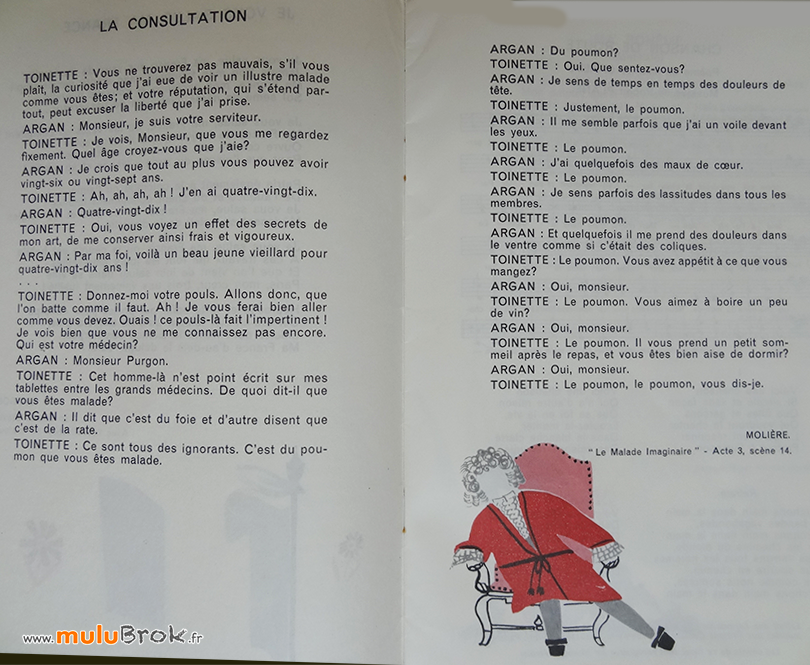 LA CONSULTATION
TOINETTE : Vous ne trouverez pas mauvais, s'il vous
plaît, la curiosité que j'ai eue de voir un illustre malade
comme vous êtes; et votre réputation, qui s'étend par-
tout, peut excuser la liberté que j'ai prise.
ARGAN : Monsieur, je suis votre serviteur.
TOINETTE : Je vois, Monsieur, que vous me regardez
fixement. Quel âge croyez-vous que j'aie?
ARGAN : Je crois que tout au plus vous pouvez avoir
vingt-six ou vingt-sept ans.
TOINETTE : Ah, ah, ah, ah ! J'en ai quatre-vingt-dix.
ARGAN : Quatre-vingt-dix !
TOINETTE : Oui, vous voyez un effet des secrets de
mon art, de me conserver ainsi frais et vigoureux.
ARGAN : Par ma foi, voilà un beau jeune vieillard pour
quatre-vingt-dix ans !
. . .
TOINETTE : Donnez-moi votre pouls. Allons donc, que
l'on batte comme il faut. Ah ! Je vous ferai bien aller
comme vous devez. Ouais ! ce pouls-là fait l'impertinent !
Je vois bien que vous ne me connaissez pas encore.
Qui est votre médecin?
ARGAN : Monsieur Purgon.
TOINETTE : Cet homme-là n'est point écrit sur mes
tablettes entre les grands médecins. De quoi dit-il que
vous êtes malade?
ARGAN : Il dit que c'est du foie et d'autre disent que
c'est de la rate.
TOINETTE : Ce sont tous des ignorants. C'est du pou-
mon que vous êtes malade.
ARGAN : Du poumon?
TOINETTE : Oui. Que sentez-vous?
ARGAN : Je sens de temps en temps des douleurs de
tête.
TOINETTE : Justement, le poumon.
ARGAN : Il me semble parfois que j'ai un voile devant
les yeux.
TOINETTE : Le poumon.
ARGAN : J'ai quelquefois des maux de cœur.
TOINETTE : Le poumon.
ARGAN : Je sens parfois des lassitudes dans tous les
membres.
TOINETTE : Le poumon.
ARGAN : Et quelquefois il me prend des douleurs dans
le ventre comme si c'était des coliques.
TOINETTE : Le poumon. Vous avez appétit à ce que vous
mangez?
ARGAN : Oui, monsieur.
TOINETTE : Le poumon. Vous aimez à boire un peu
de vin?
ARGAN : Oui, monsieur.
TOINETTE : Le poumon. Il vous prend un petit som-
meil après le repas, et vous êtes bien aise de dormir?
ARGAN : Oui, monsieur.
TOINETTE : Le poumon, le poumon, vous dis-je.
MOLIÈRE.
" Le Malade Imaginaire " - Acte 3, scène 14.
www.muluBroK.fr